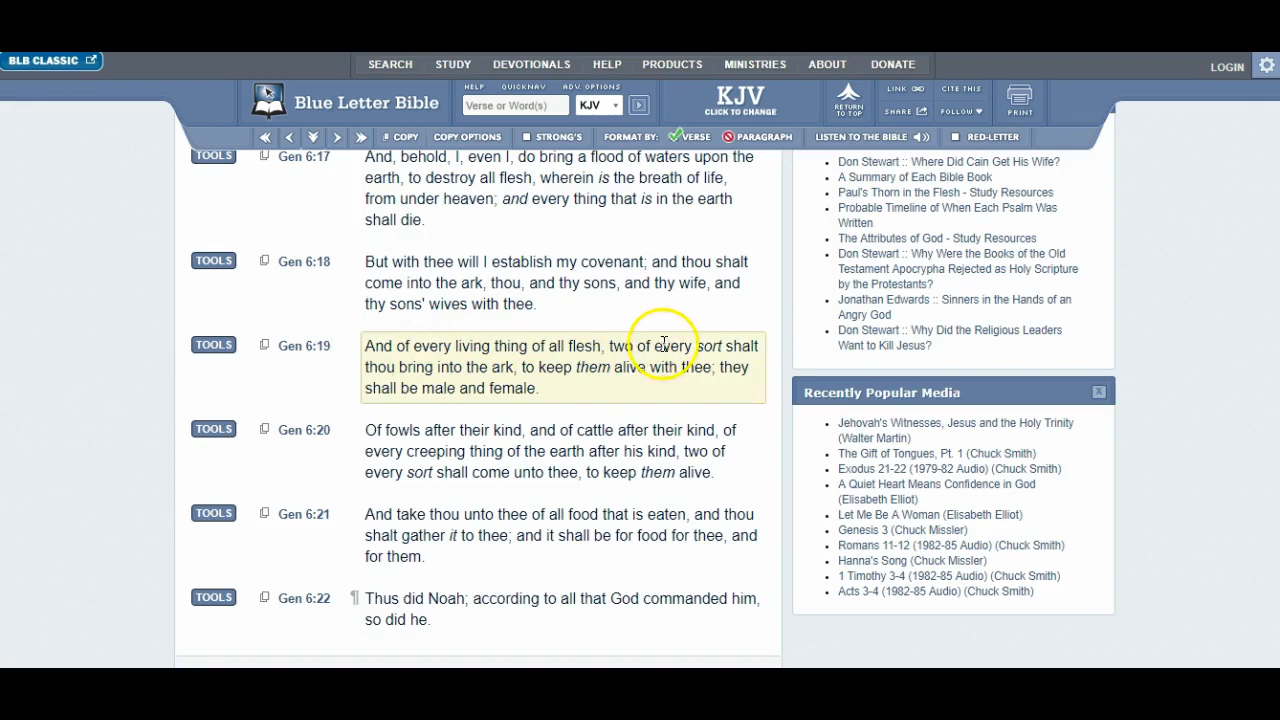 BLB CLASSIC
SEARCH STUDY DEVOTIONALS HELP PRODUCTS MINISTRIES ABOUT DONATE
LOGIN
HELP QUICKNAV ADV. OPTIONS
Blue Letter Bible
Verse or Word(s) KJV
KJV
CLICK TO CHANGE
RETURN
TO TOP
LINK CITE THIS
SHARE FOLLOW
PRINT
COPY COPY OPTIONS STRONG'S FORMAT BY: VERSE PARAGRAPH LISTEN TO THE BIBLE RED-LETTER
TOOLS Gen 6:17 And, behold, I, even I, do bring a flood of waters upon the
earth, to destroy all flesh, wherein is the breath of life,
from under heaven; and every thing that is in the earth
shall die.
TOOLS Gen 6:18 But with thee will I establish my covenant; and thou shalt
come into the ark, thou, and thy sons, and thy wife, and
thy sons' wives with thee.
TOOLS Gen 6:19 And of every living thing of all flesh, two of every sort shalt
thou bring into the ark, to keep them alive with thee; they
shall be male and female.
TOOLS Gen 6:20 Of fowls after their kind, and of cattle after their kind, of
every creeping thing of the earth after his kind, two of
every sort shall come unto thee, to keep them alive.
TOOLS Gen 6:21 And take thou unto thee of all food that is eaten, and thou
shalt gather it to thee; and it shall be for food for thee, and
for them.
TOOLS Gen 6:22 ¶ Thus did Noah; according to all that God commanded him,
so did he.
Don Stewart :: Where Did Cain Get His Wife?
A Summary of Each Bible Book
Paul's Thorn in the Flesh - Study Resources
Probable Timeline of When Each Psalm Was
Written
The Attributes of God - Study Resources
Don Stewart :: Why Were the Books of the Old
Testament Apocrypha Rejected as Holy Scripture
by the Protestants?
Jonathan Edwards :: Sinners in the Hands of an
Angry God
Don Stewart :: Why Did the Religious Leaders
Want to Kill Jesus?
Recently Popular Media x
Jehovah's Witnesses, Jesus and the Holy Trinity
(Walter Martin)
The Gift of Tongues, Pt. 1 (Chuck Smith)
Exodus 21-22 (1979-82 Audio) (Chuck Smith)
A Quiet Heart Means Confidence in God
(Elisabeth Elliot)
Let Me Be A Woman (Elisabeth Elliot)
Genesis 3 (Chuck Missler)
Romans 11-12 (1982-85 Audio) (Chuck Smith)
Hanna's Song (Chuck Missler)
1 Timothy 3-4 (1982-85 Audio) (Chuck Smith)
Acts 3-4 (1982-85 Audio) (Chuck Smith)